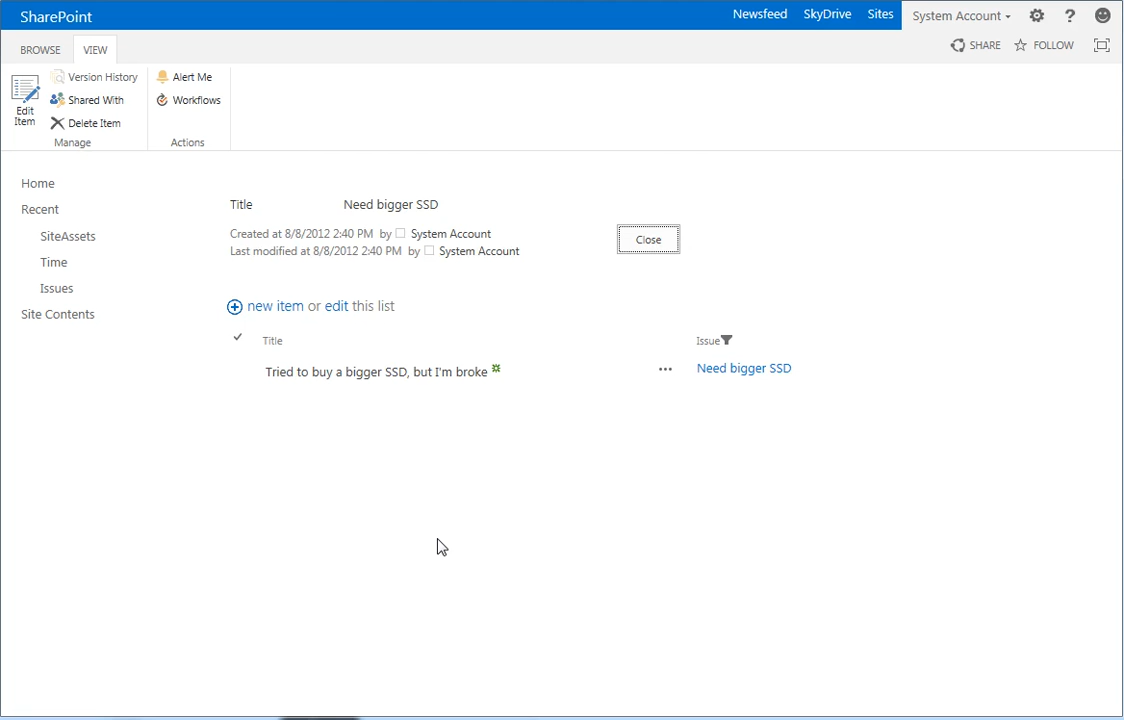 SharePoint Newsfeed SkyDrive Sites System Account ?
BROWSE VIEW SHARE FOLLOW
Edit Item
Version History
Shared With
Delete Item
Manage
Alert Me
Workflows
Actions
Home
Recent
SiteAssets
Time
Issues
Site Contents
Title Need bigger SSD
Created at 8/8/2012 2:40 PM by System Account
Last modified at 8/8/2012 2:40 PM by System Account
Close
new item or edit this list
Title Issue
Tried to buy a bigger SSD, but I'm broke ... Need bigger SSD